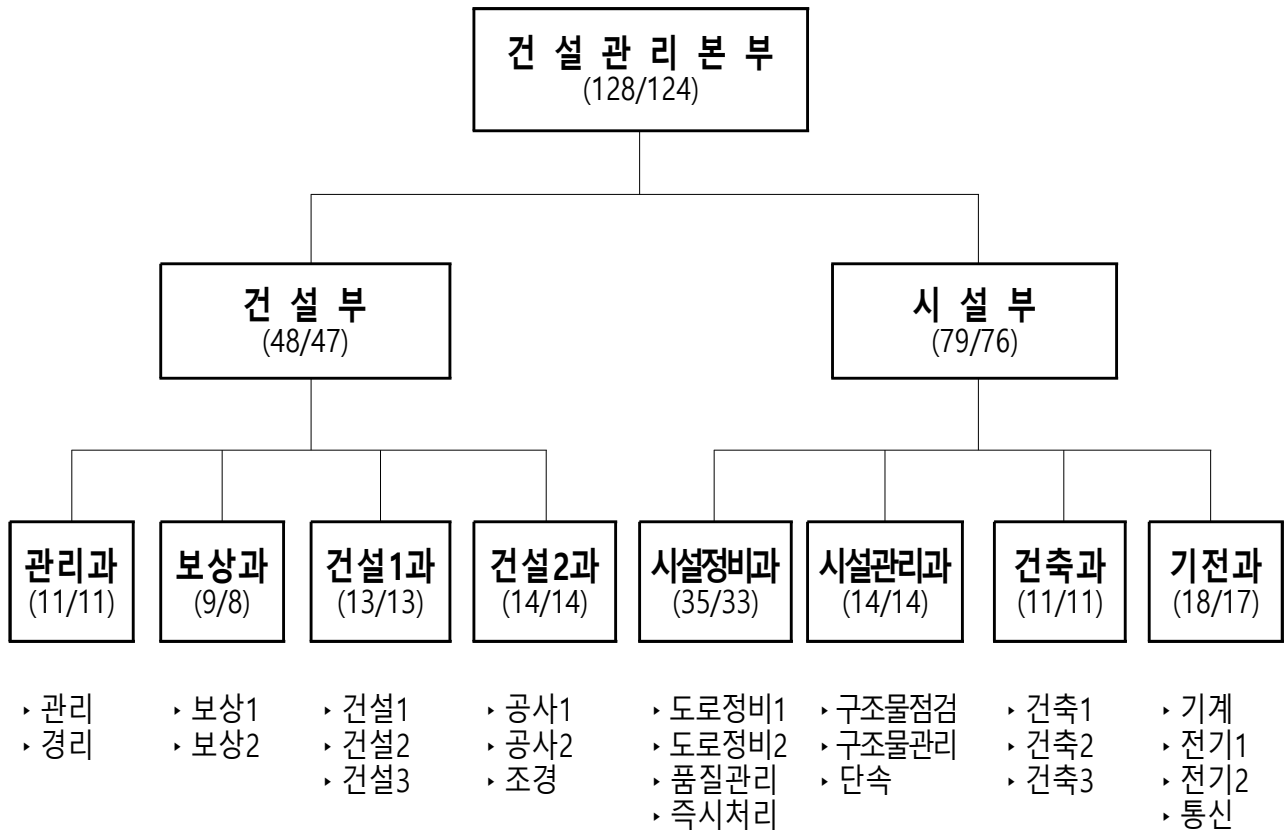 건 설 관 리 본 부
(128/124)
건 설 부
(48/47)
시 설 부
(79/76)
관리과
(11/11)
보상과
(9/8)
건설1과
(13/13)
건설2과
(14/14)
시설정비과
(35/33)
시설관리과
(14/14)
건축과
(11/11)
기전과
(18/17)
‣ 관리
‣ 경리
‣ 보상1
‣ 보상2
‣ 건설1
‣ 건설2
‣ 건설3
‣ 공사1
‣ 공사2
‣ 조경
‣ 도로정비1
‣ 도로정비2
‣ 품질관리
‣ 즉시처리
‣ 구조물점검
‣ 구조물관리
‣ 단속
‣ 건축1
‣ 건축2
‣ 건축3
‣ 기계
‣ 전기1
‣ 전기2
‣ 통신